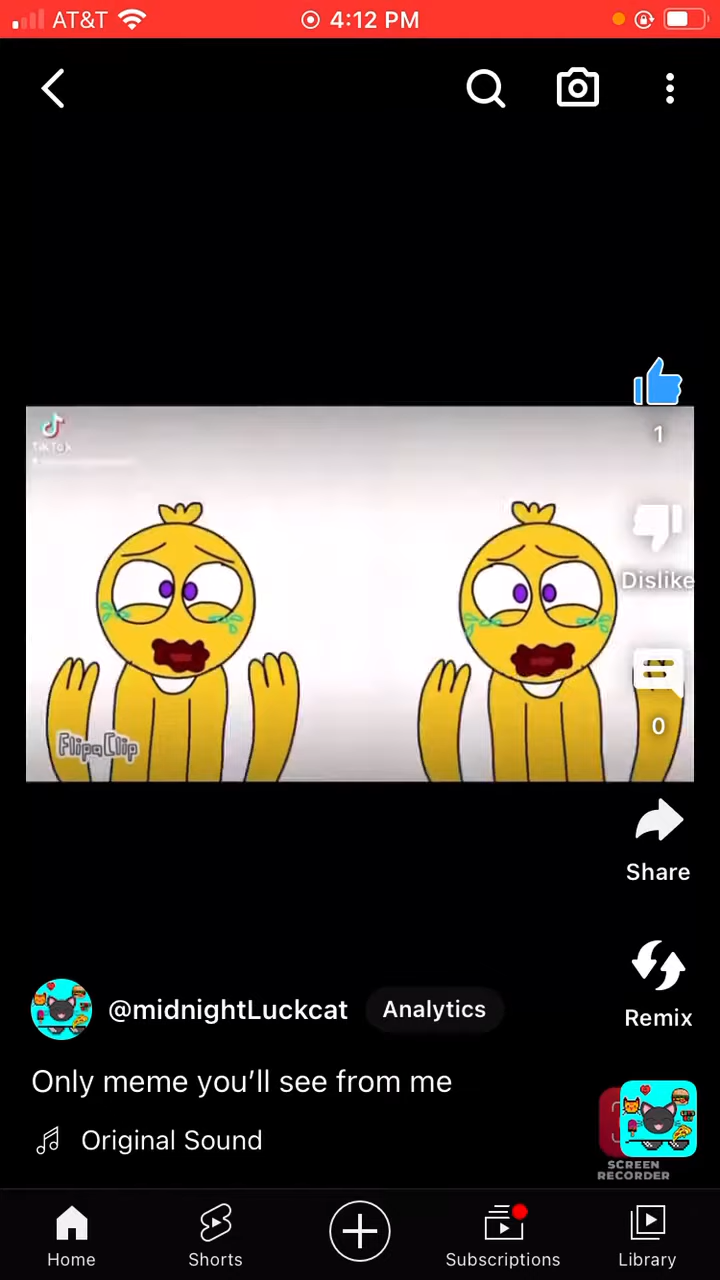 AT&T 4:12 PM
TikTok
1
Dislike
FlipaClip
0
Share
@midnightLuckcat Analytics
Remix
Only meme you’ll see from me
Original Sound
SCREEN
RECORDER
Home Shorts Subscriptions Library